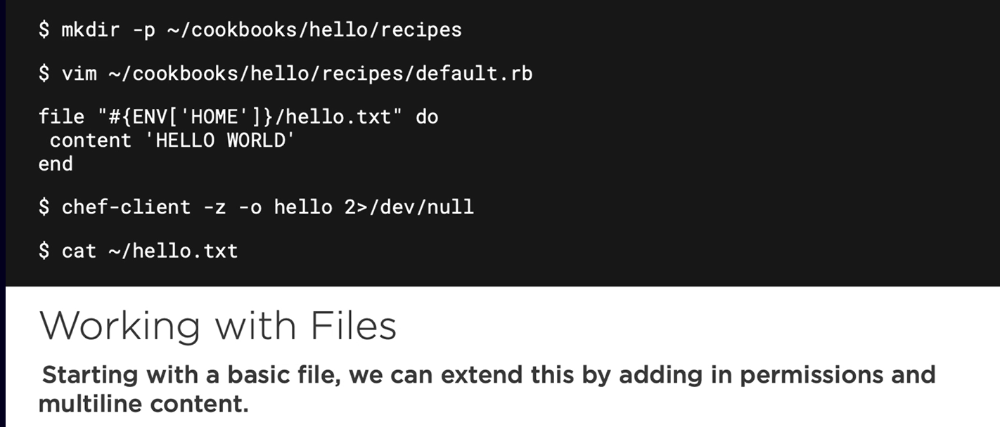 $ mkdir -p ~/cookbooks/hello/recipes
$ vim ~/cookbooks/hello/recipes/default.rb
file "#{ENV['HOME']}/hello.txt" do
 content 'HELLO WORLD'
end
$ chef-client -z -o hello 2>/dev/null
$ cat ~/hello.txt
Working with Files
Starting with a basic file, we can extend this by adding in permissions and
multiline content.